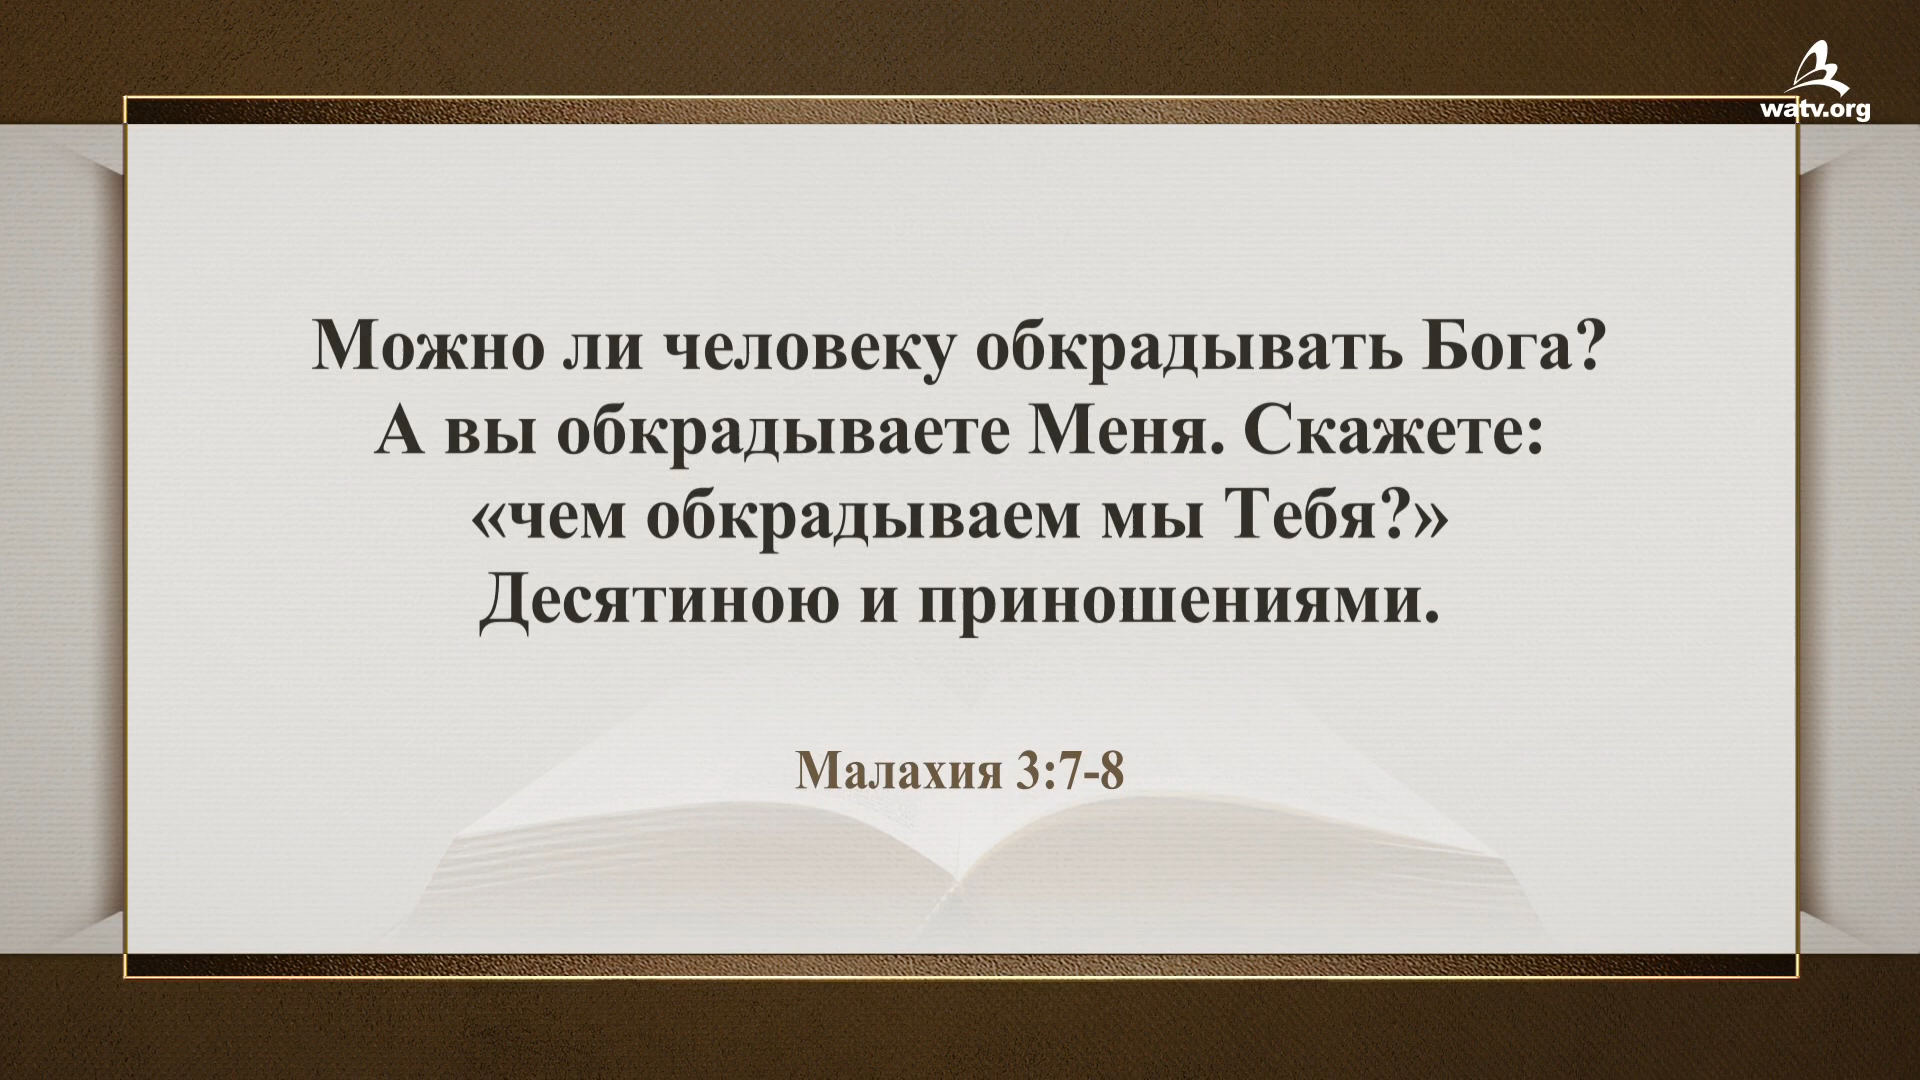 watv.org
Можно ли человеку обкрадывать Бога?
А вы обкрадываете Меня. Скажете:
«чем обкрадываем мы Тебя?»
Десятиною и приношениями.
Малахия 3:7-8